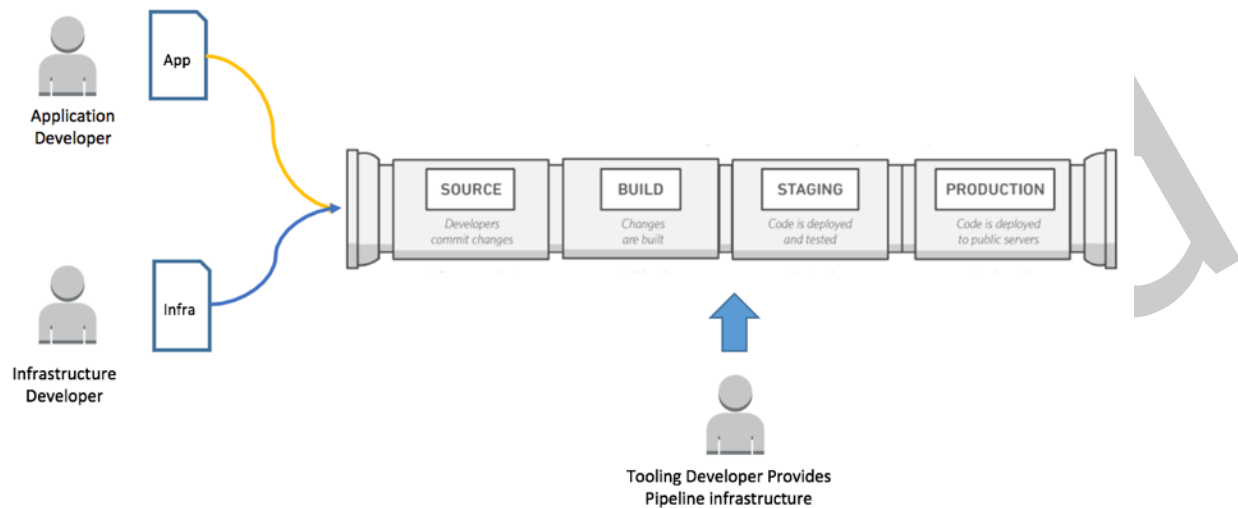 App
Application
Developer
SOURCE
Developers
commit changes
BUILD
Changes
are built
STAGING
Code is deployed
and tested
PRODUCTION
Code is deployed
to public servers
Infra
Infrastructure
Developer
Tooling Developer Provides
Pipeline infrastructure